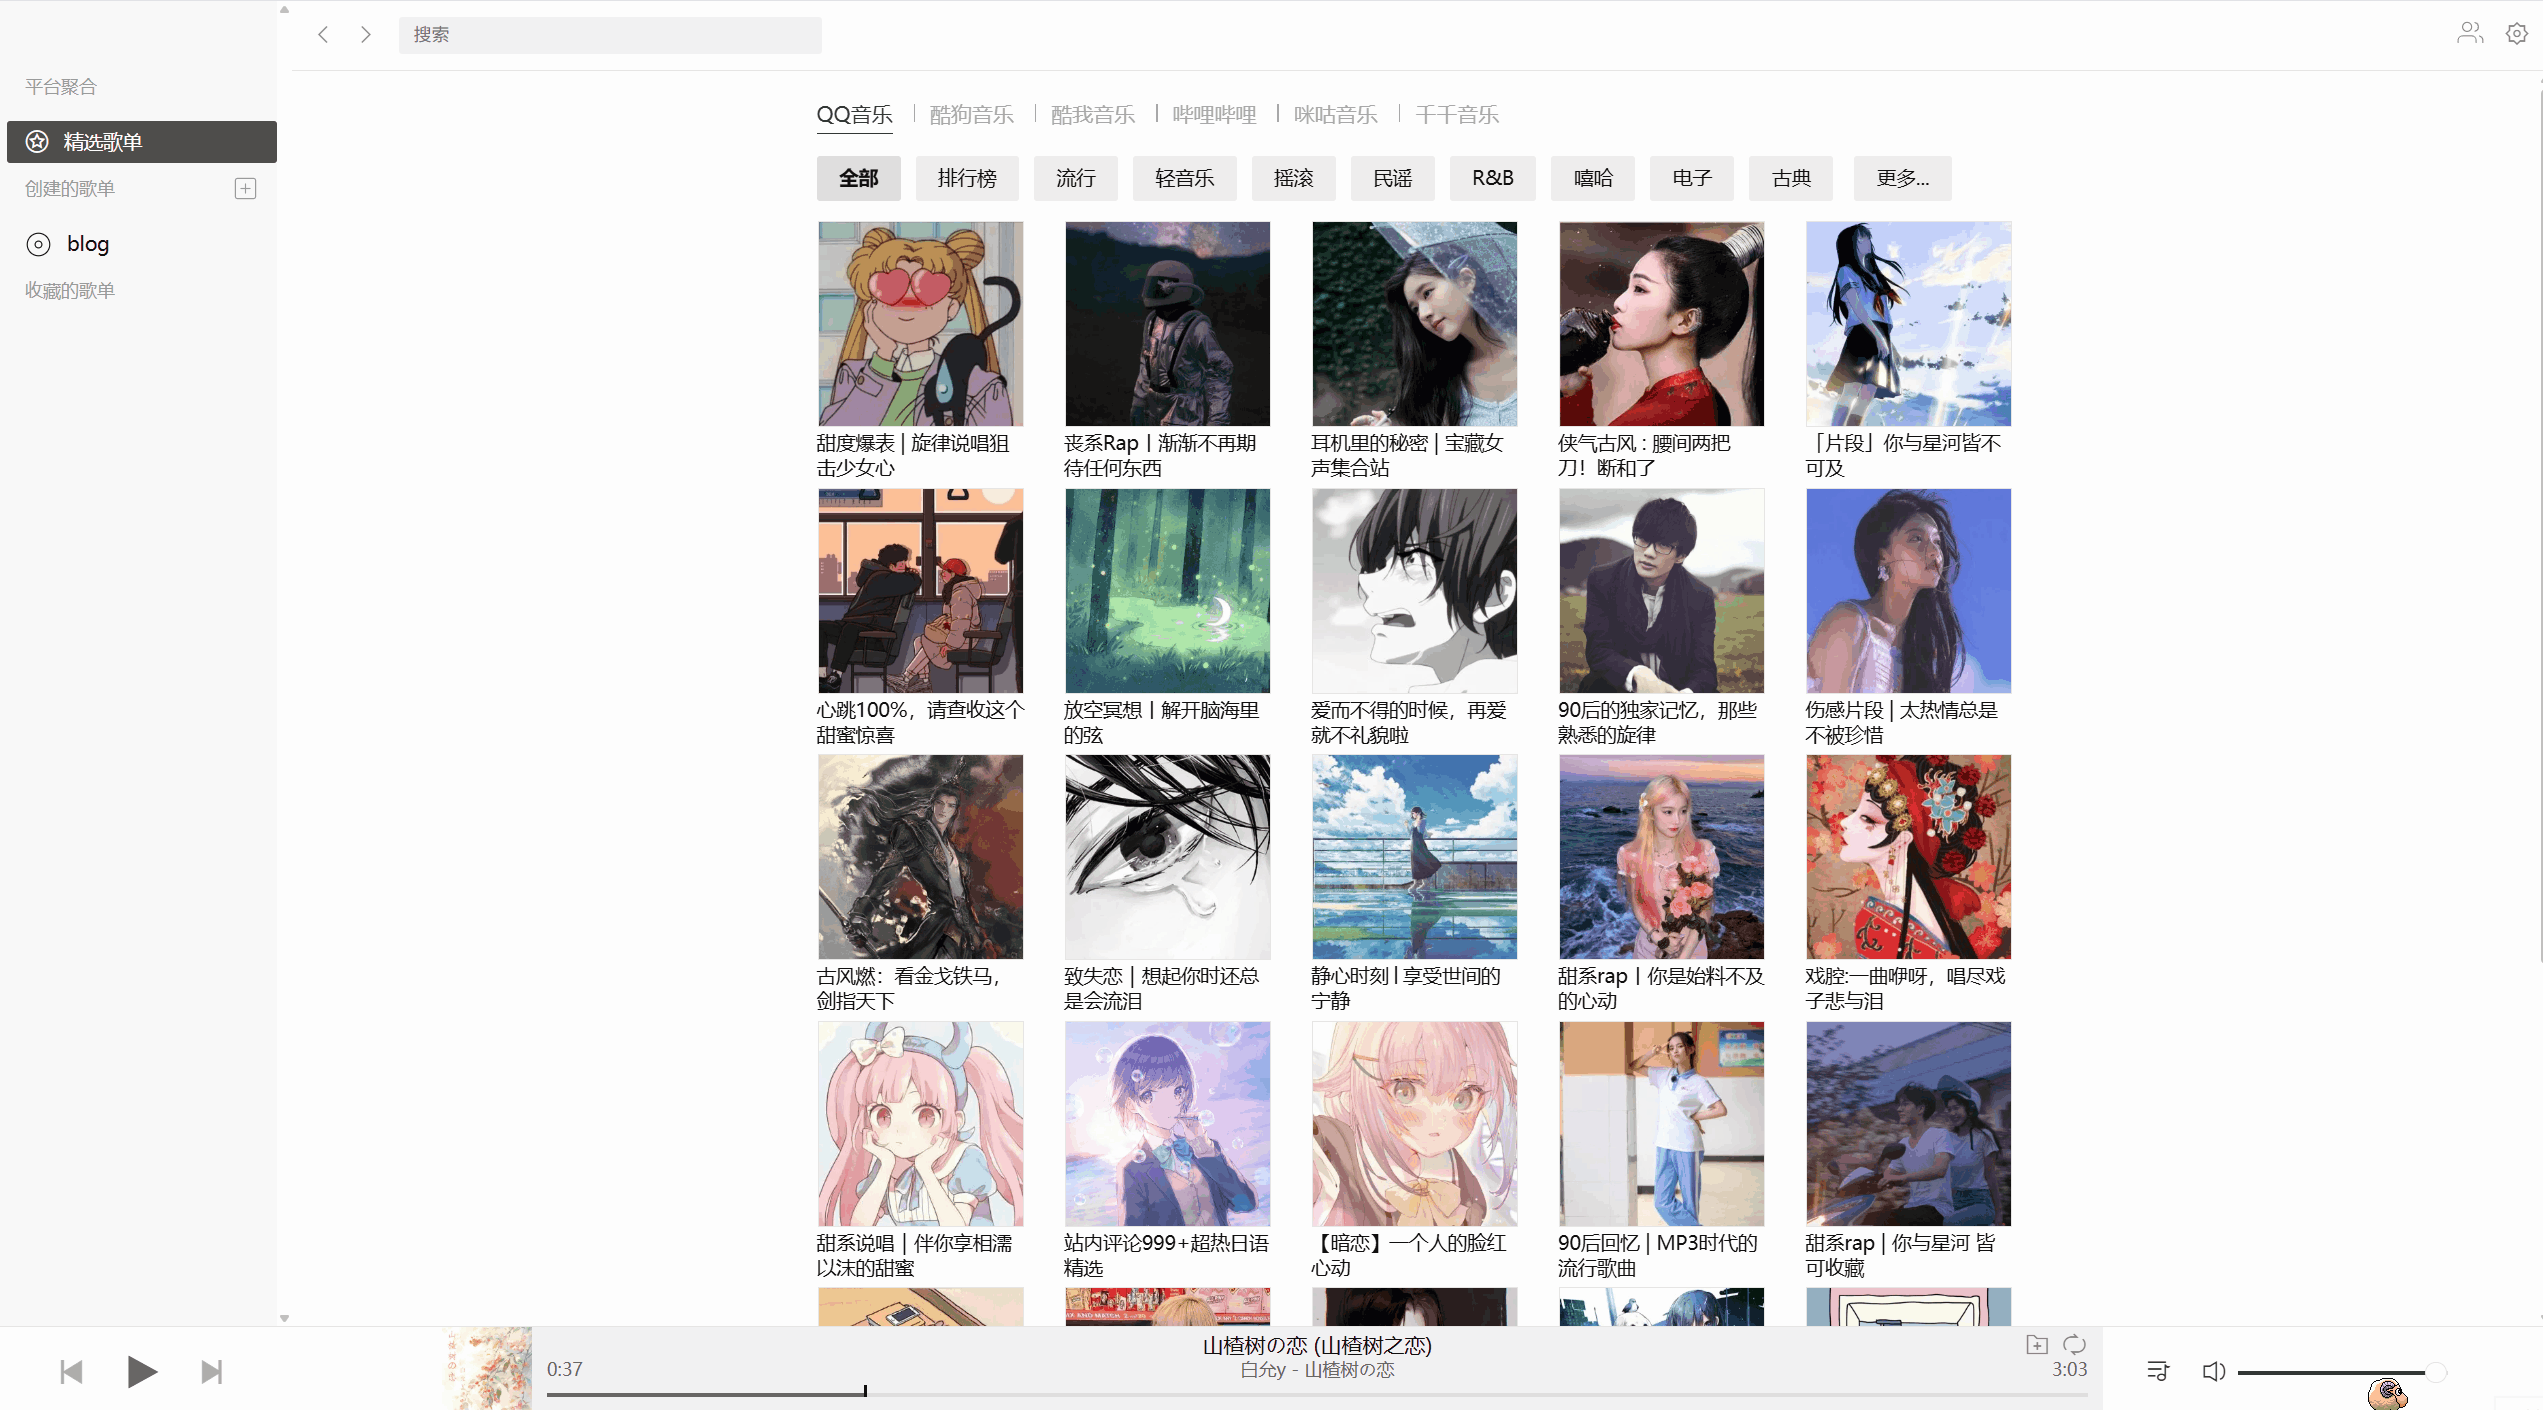 搜索
平台聚合
精选歌单
创建的歌单
blog
收藏的歌单
QQ音乐
酷狗音乐
酷我音乐
哔哩哔哩
咪咕音乐
千千音乐
全部
排行榜
流行
轻音乐
摇滚
民谣
R&B
嘻哈
电子
古典
更多...
甜度爆表 | 旋律说唱狙
击少女心
丧系Rap丨渐渐不再期
待任何东西
耳机里的秘密 | 宝藏女
声集合站
侠气古风 : 腰间两把
刀！断和了
「片段」你与星河皆不
可及
心跳100%，请查收这个
甜蜜惊喜
放空冥想丨解开脑海里
的弦
爱而不得的时候，再爱
就不礼貌啦
90后的独家记忆，那些
熟悉的旋律
伤感片段 | 太热情总是
不被珍惜
古风燃：看金戈铁马，
剑指天下
致失恋｜想起你时还总
是会流泪
静心时刻 l 享受世间的
宁静
甜系rap丨你是始料不及
的心动
戏腔:一曲咿呀，唱尽戏
子悲与泪
甜系说唱｜伴你享相濡
以沫的甜蜜
站内评论999+超热日语
精选
【暗恋】一个人的脸红
心动
90后回忆 | MP3时代的
流行歌曲
甜系rap | 你与星河 皆
可收藏
山楂树の恋 (山楂树之恋)
0:37
白允y - 山楂树の恋
3:03